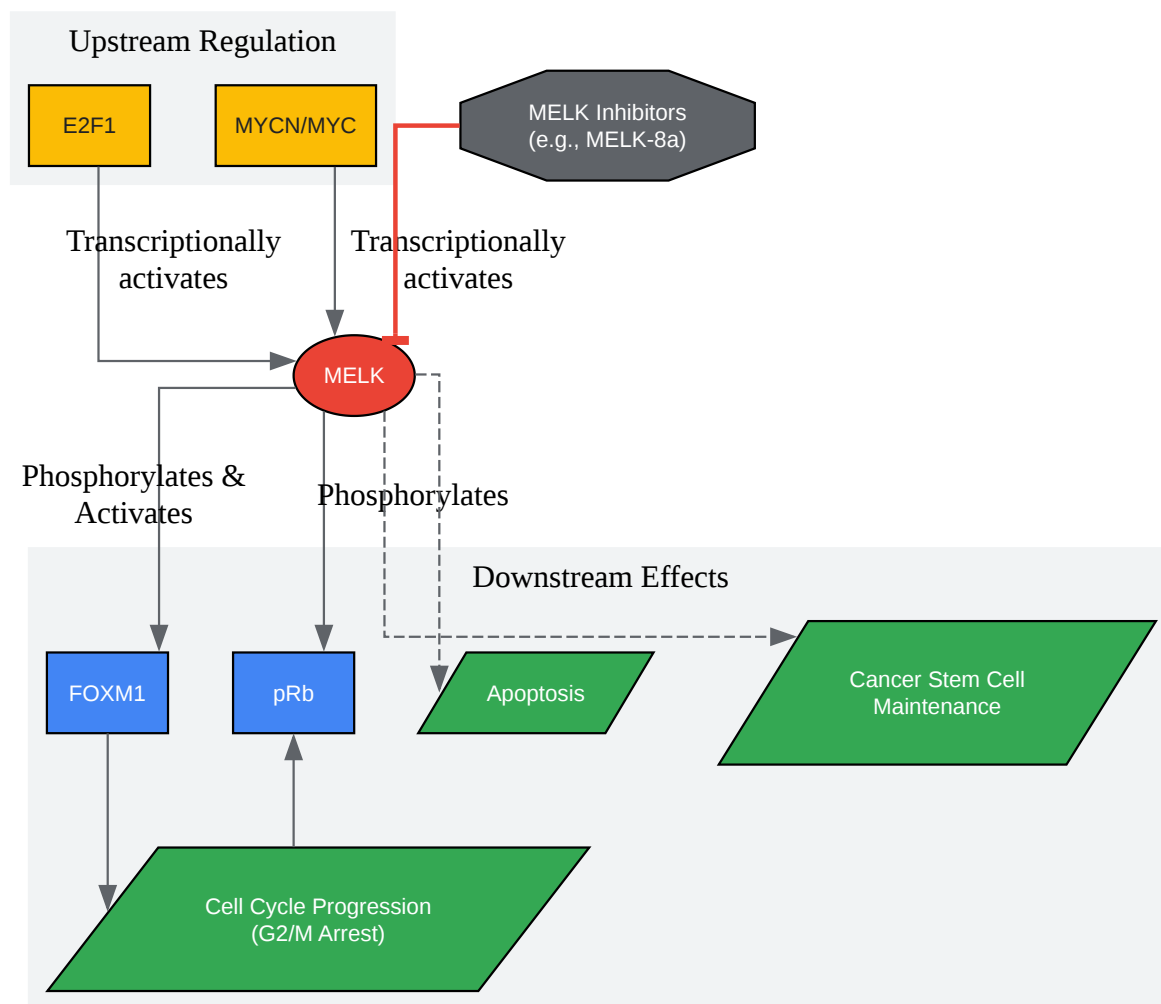 Upstream Regulation
E2F1
MYCN/MYC
MELK Inhibitors
(e.g., MELK-8a)
Transcriptionally
activates
Transcriptionally
activates
MELK
Phosphorylates &
Activates
Phosphorylates
Downstream Effects
FOXM1
pRb
Apoptosis
Cancer Stem Cell
Maintenance
Cell Cycle Progression
(G2/M Arrest)